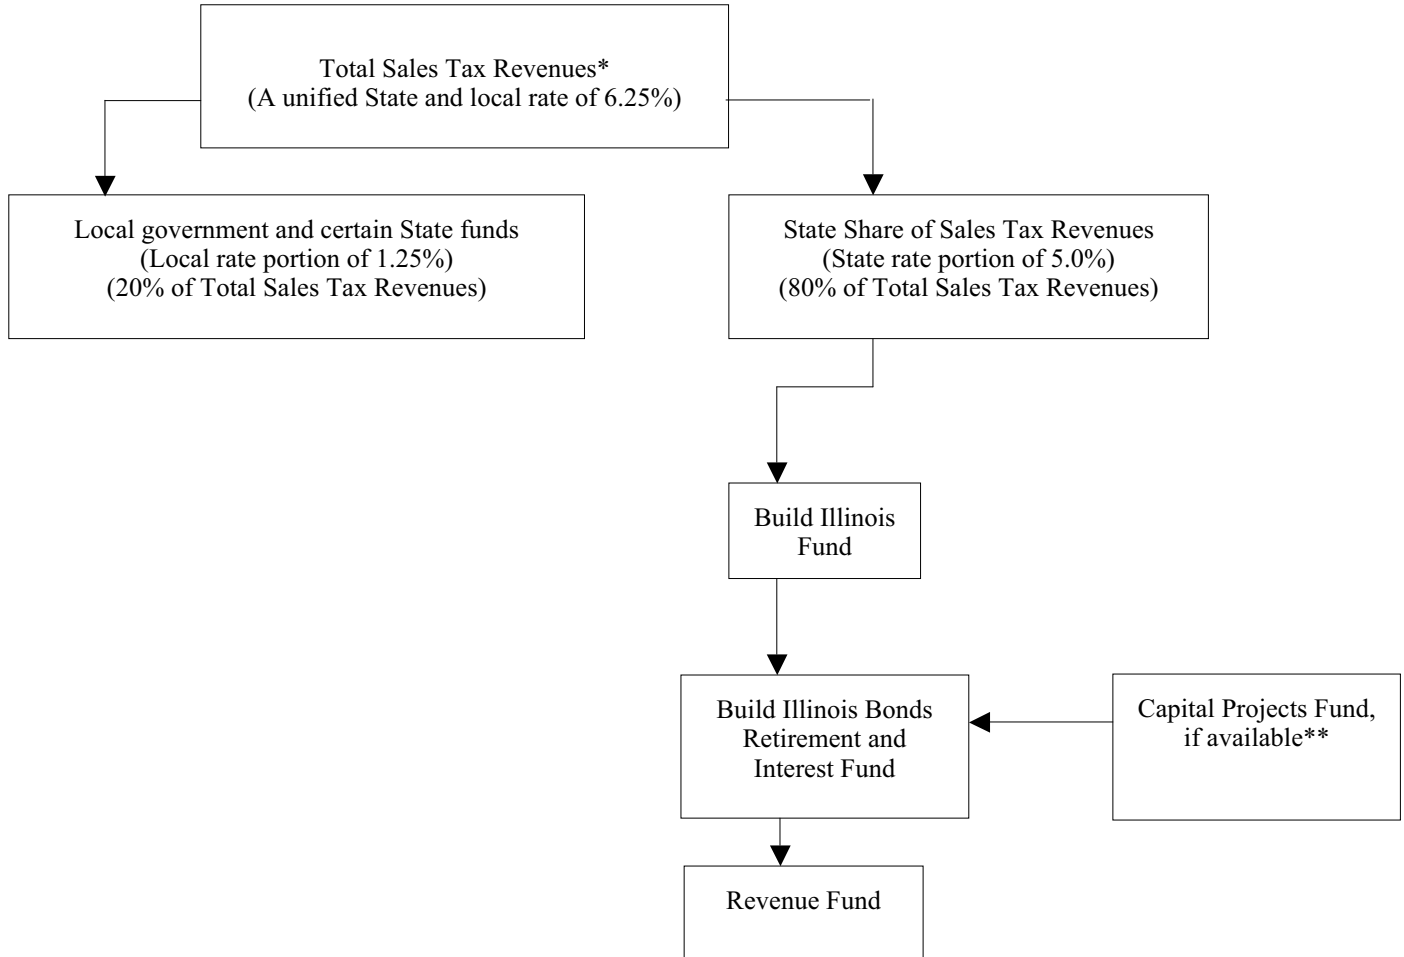 Total Sales Tax Revenues*
(A unified State and local rate of 6.25%)
Local government and certain State funds
(Local rate portion of 1.25%)
(20% of Total Sales Tax Revenues)
State Share of Sales Tax Revenues
(State rate portion of 5.0%)
(80% of Total Sales Tax Revenues)
Build Illinois
Fund
Build Illinois Bonds
Retirement and
Interest Fund
Capital Projects Fund,
if available**
Revenue Fund